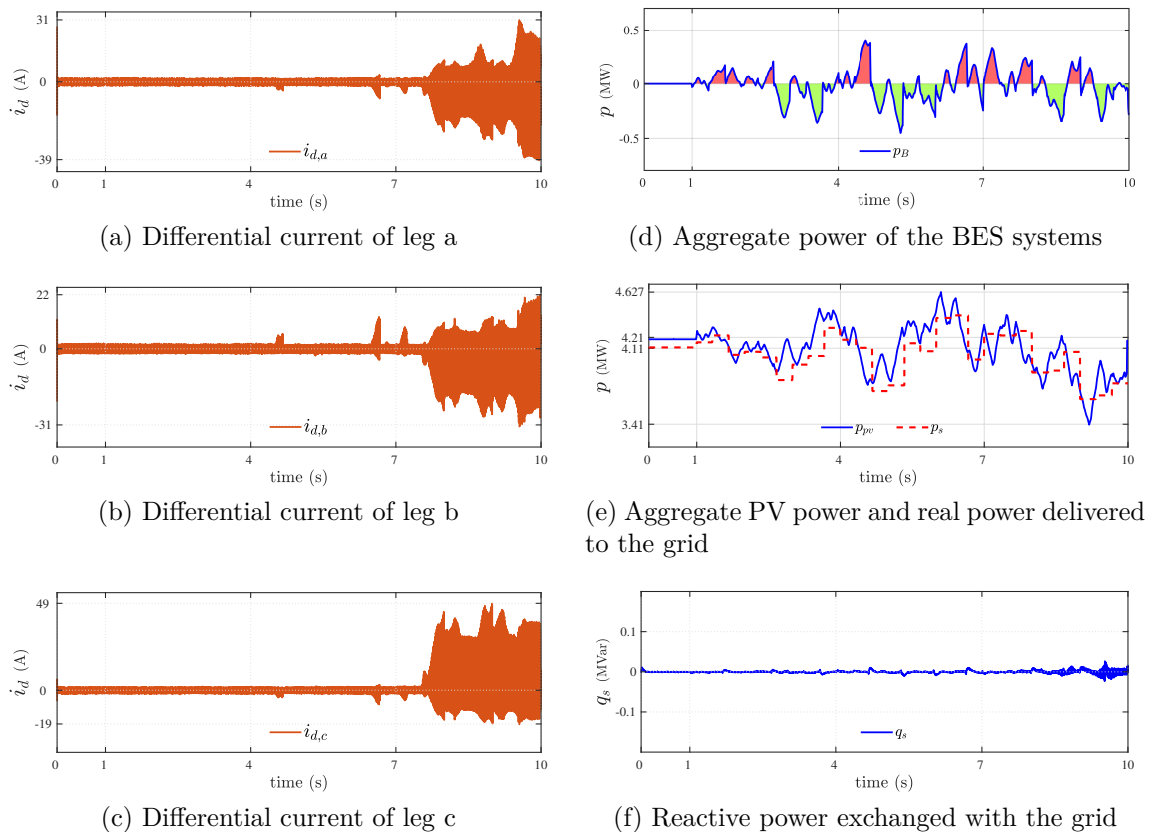 31
0
-39
i_d (A)
i_{d,a}
0 1 4 7 10
time (s)
(a) Differential current of leg a
22
0
-31
i_d (A)
i_{d,b}
0 1 4 7 10
time (s)
(b) Differential current of leg b
49
0
-19
i_d (A)
i_{d,c}
0 1 4 7 10
time (s)
(c) Differential current of leg c
0.5
0
-0.5
p (MW)
p_B
0 1 4 7 10
time (s)
(d) Aggregate power of the BES systems
4.627
4.21
4.11
3.41
p (MW)
p_{pv} p_s
0 1 4 7 10
time (s)
(e) Aggregate PV power and real power delivered
to the grid
0.1
0
-0.1
q_s (MVar)
q_s
0 1 4 7 10
time (s)
(f) Reactive power exchanged with the grid